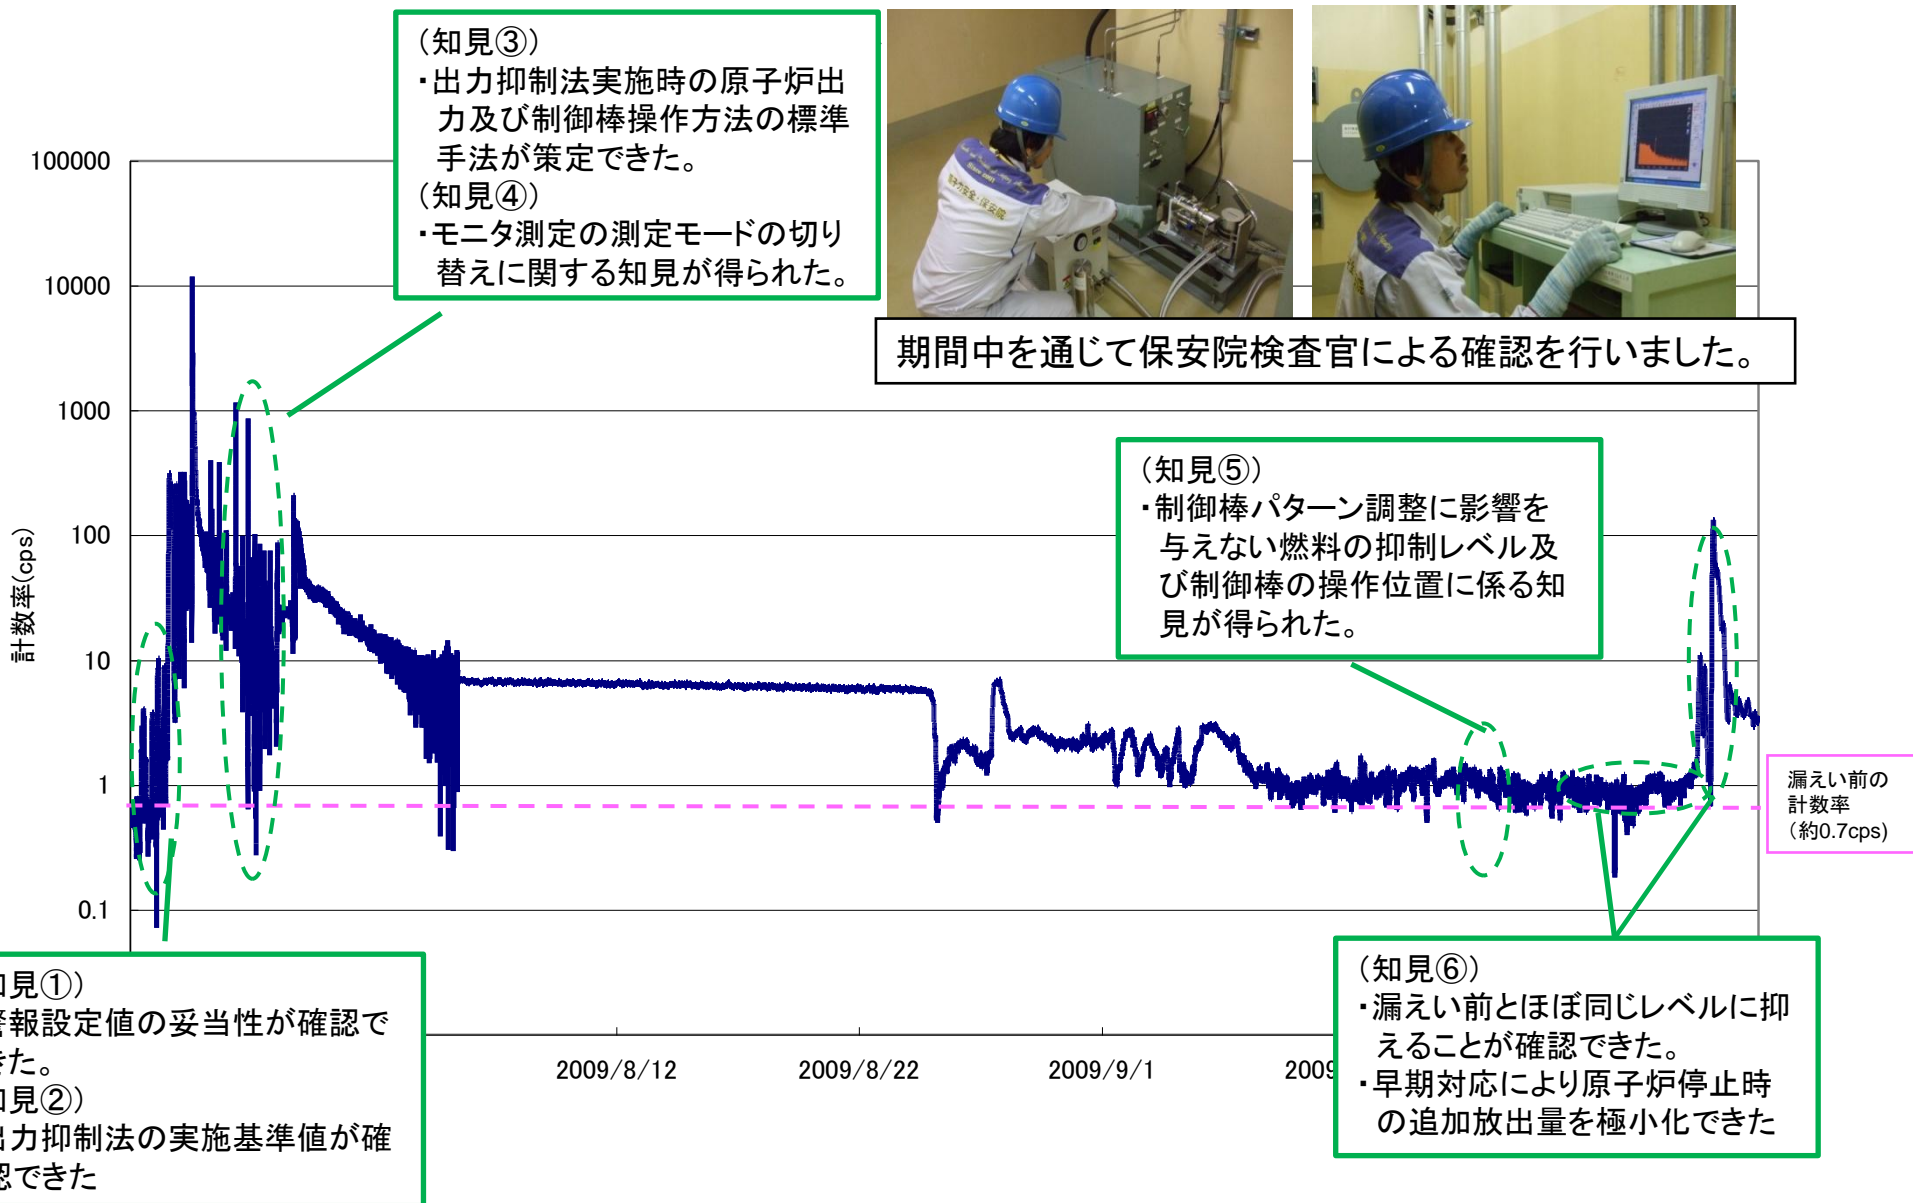 (知見③)
・出力抑制法実施時の原子炉出
力及び制御棒操作方法の標準
手法が策定できた。
(知見④)
・モニタ測定の測定モードの切り
替えに関する知見が得られた。
原子力安全・保安院
期間中を通じて保安院検査官による確認を行いました。
100000
10000
1000
100
10
1
0.1
計数率(cps)
(知見⑤)
・制御棒パターン調整に影響を
与えない燃料の抑制レベル及
び制御棒の操作位置に係る知
見が得られた。
漏えい前の
計数率
(約0.7cps)
知見①)
警報設定値の妥当性が確認で
きた。
知見②)
出力抑制法の実施基準値が確
認できた
2009/8/12
2009/8/22
2009/9/1
2009
(知見⑥)
・漏えい前とほぼ同じレベルに抑
えることが確認できた。
・早期対応により原子炉停止時
の追加放出量を極小化できた